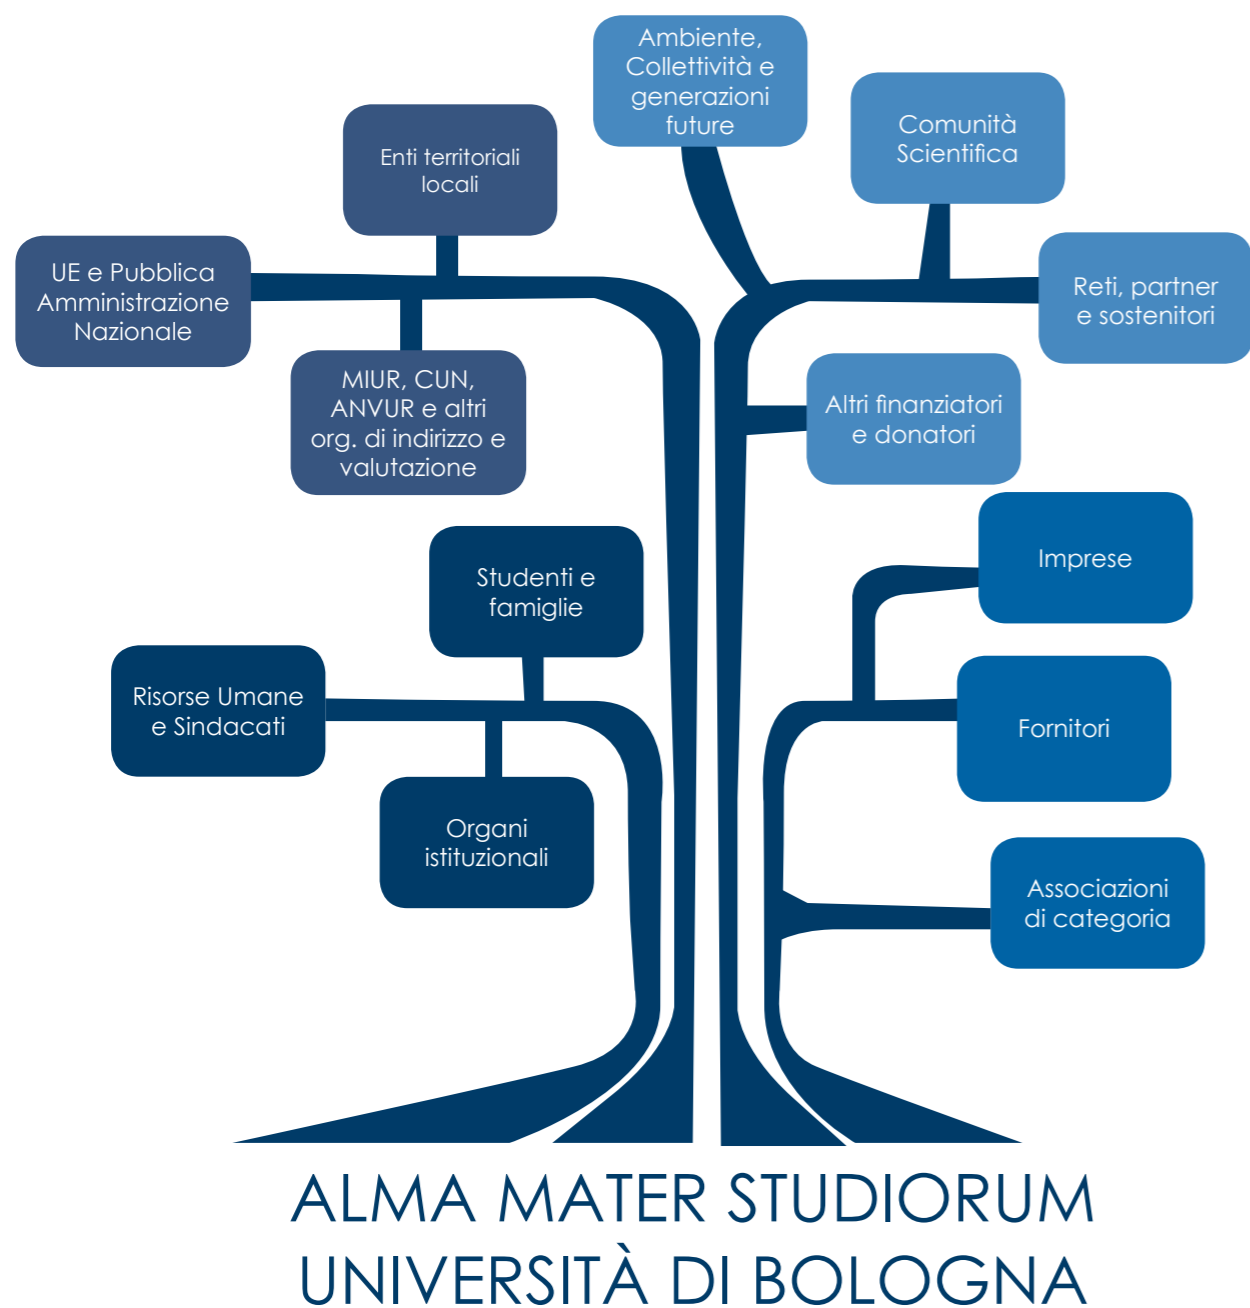 Ambiente,
Collettività e
generazioni
future
Comunità
Scientifica
Enti territoriali
locali
UE e Pubblica
Amministrazione
Nazionale
Reti, partner
e sostenitori
MIUR, CUN,
ANVUR e altri
org. di indirizzo e
valutazione
Altri finanziatori
e donatori
Studenti e
famiglie
Imprese
Risorse Umane
e Sindacati
Fornitori
Organi
istituzionali
Associazioni
di categoria
ALMA MATER STUDIORUM
UNIVERSITÀ DI BOLOGNA